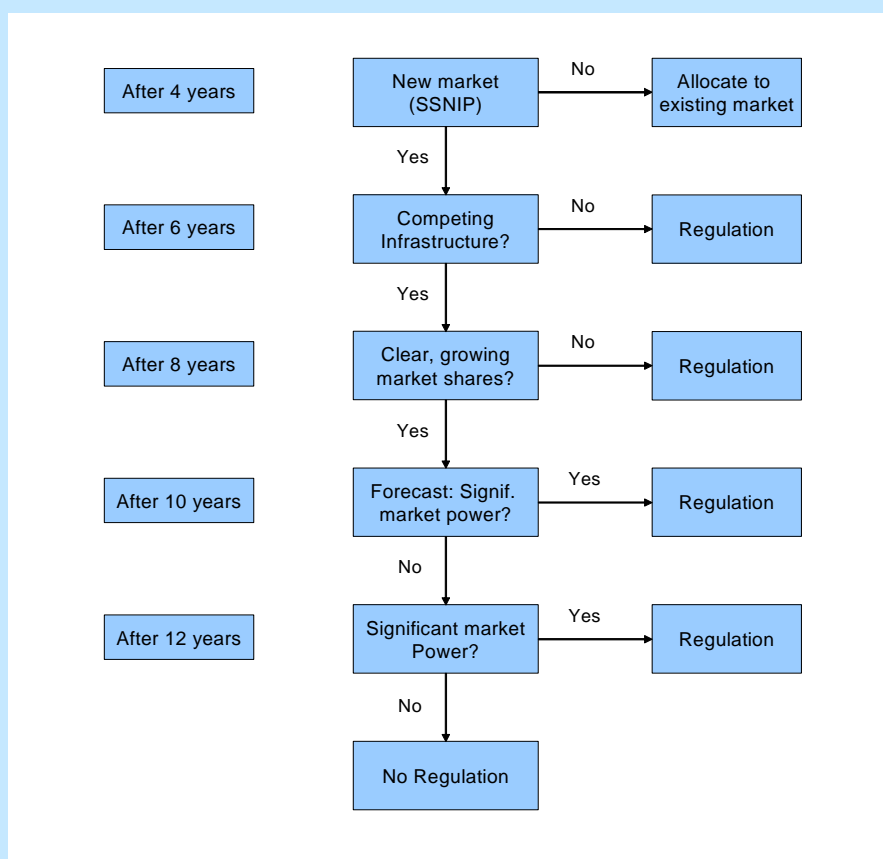 After 4 years
New market
(SSNIP)
No
Allocate to
existing market
Yes
After 6 years
Competing
Infrastructure?
No
Regulation
Yes
After 8 years
Clear, growing
market shares?
No
Regulation
Yes
After 10 years
Forecast: Signif.
market power?
Yes
Regulation
No
After 12 years
Significant market
Power?
Yes
Regulation
No
No Regulation